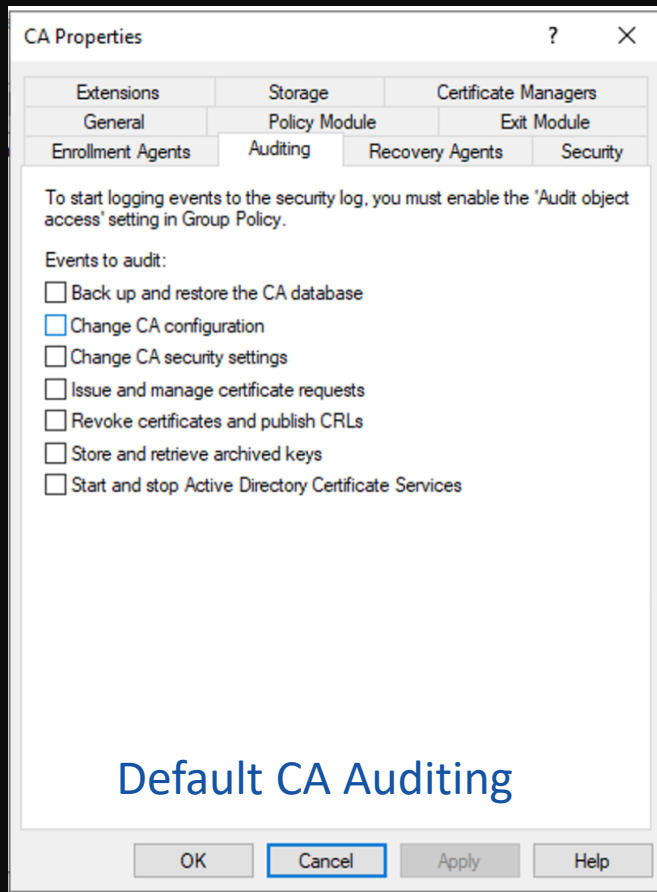 CA Properties
?
Extensions Storage Certificate Managers
General Policy Module Exit Module
Enrollment Agents Auditing Recovery Agents Security
To start logging events to the security log, you must enable the 'Audit object
access' setting in Group Policy.
Events to audit:
Back up and restore the CA database
Change CA configuration
Change CA security settings
Issue and manage certificate requests
Revoke certificates and publish CRLs
Store and retrieve archived keys
Start and stop Active Directory Certificate Services
Default CA Auditing
OK Cancel Apply Help